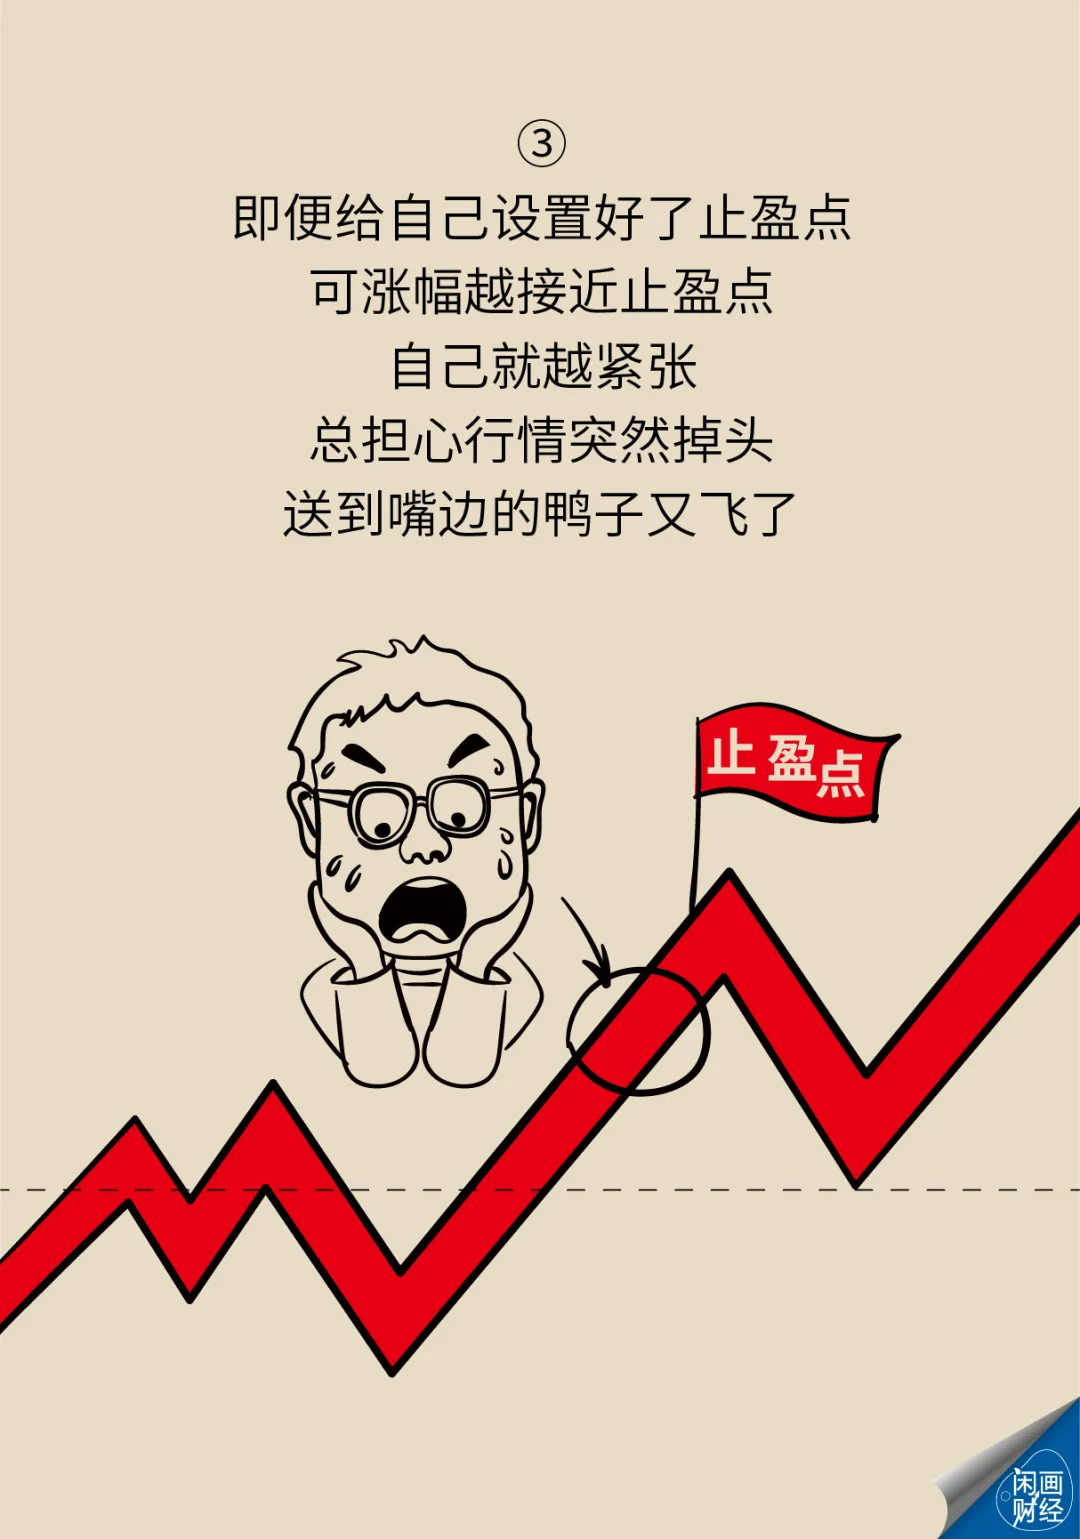 ③
即便给自己设置好了止盈点
可涨幅越接近止盈点
自己就越紧张
总担心行情突然掉头
送到嘴边的鸭子又飞了
止盈点
闲画
财经